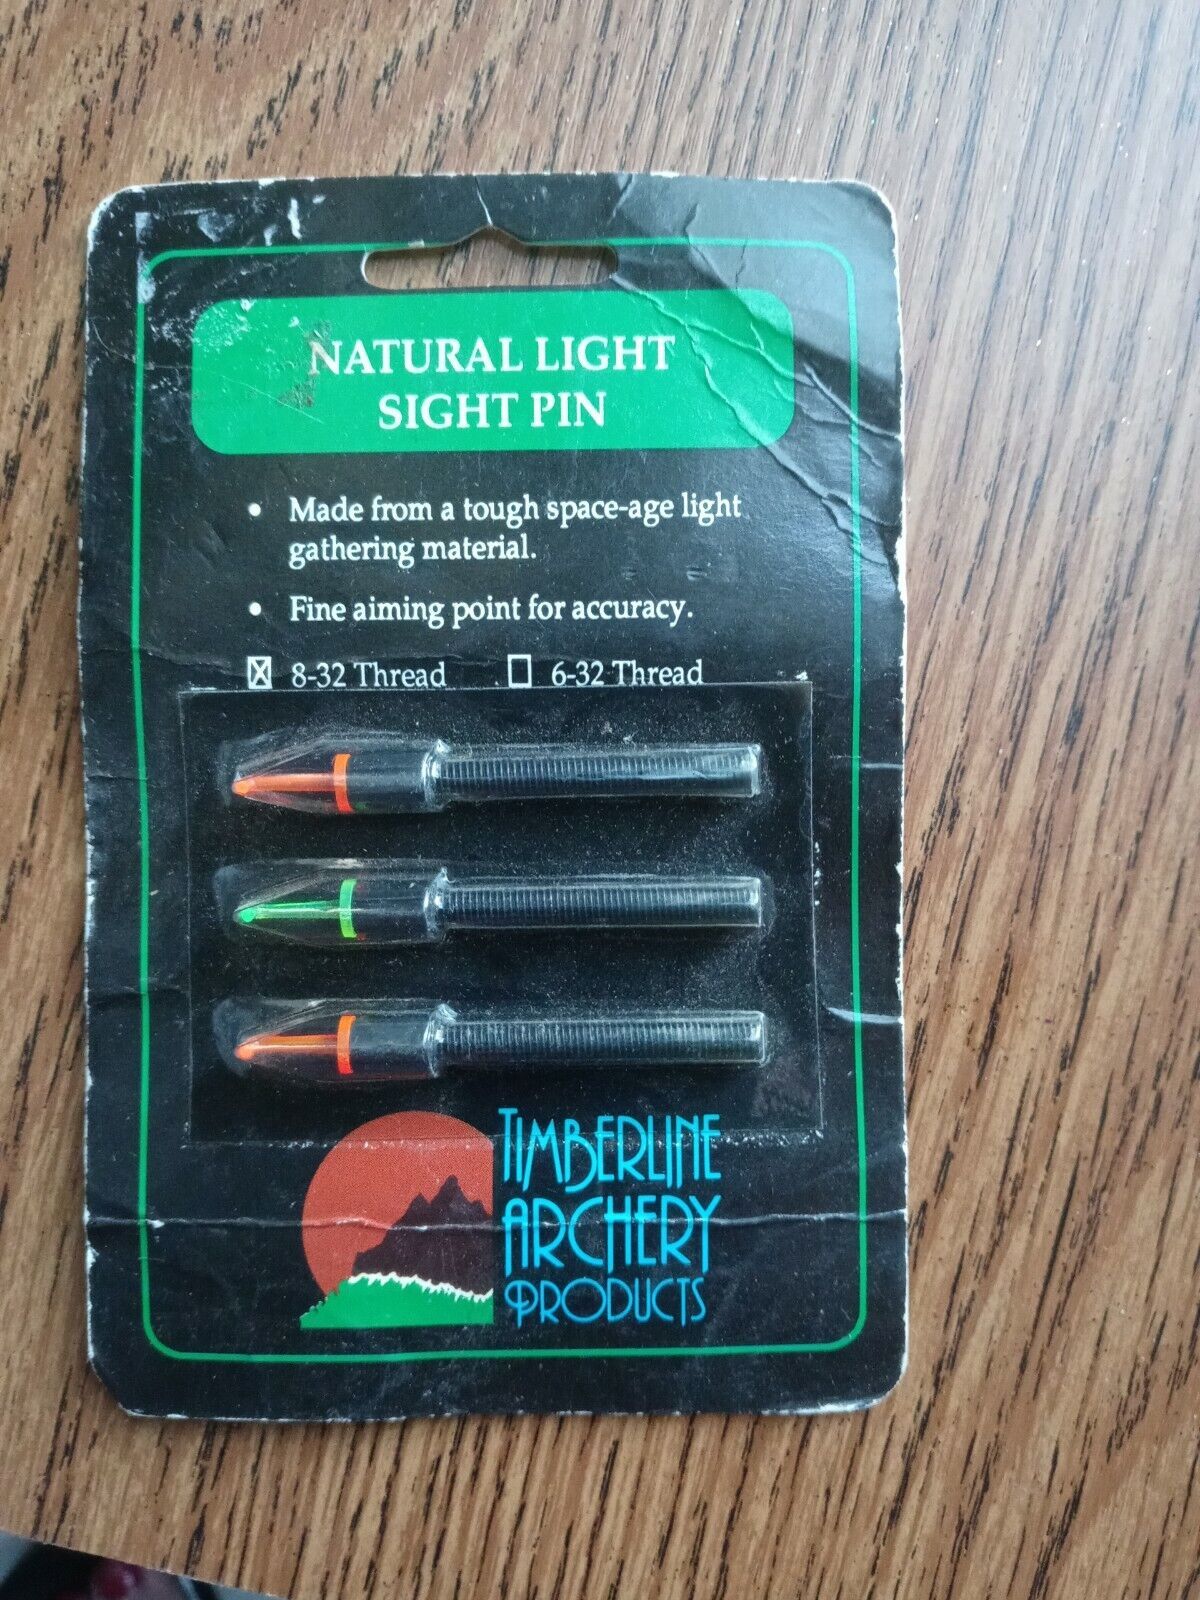 NATURAL LIGHT
SIGHT PIN
• Made from a tough space-age light
gathering material.
• Fine aiming point for accuracy.
☒ 8-32 Thread ☐ 6-32 Thread
TIMBERLINE
ARCHERY
PRODUCTS